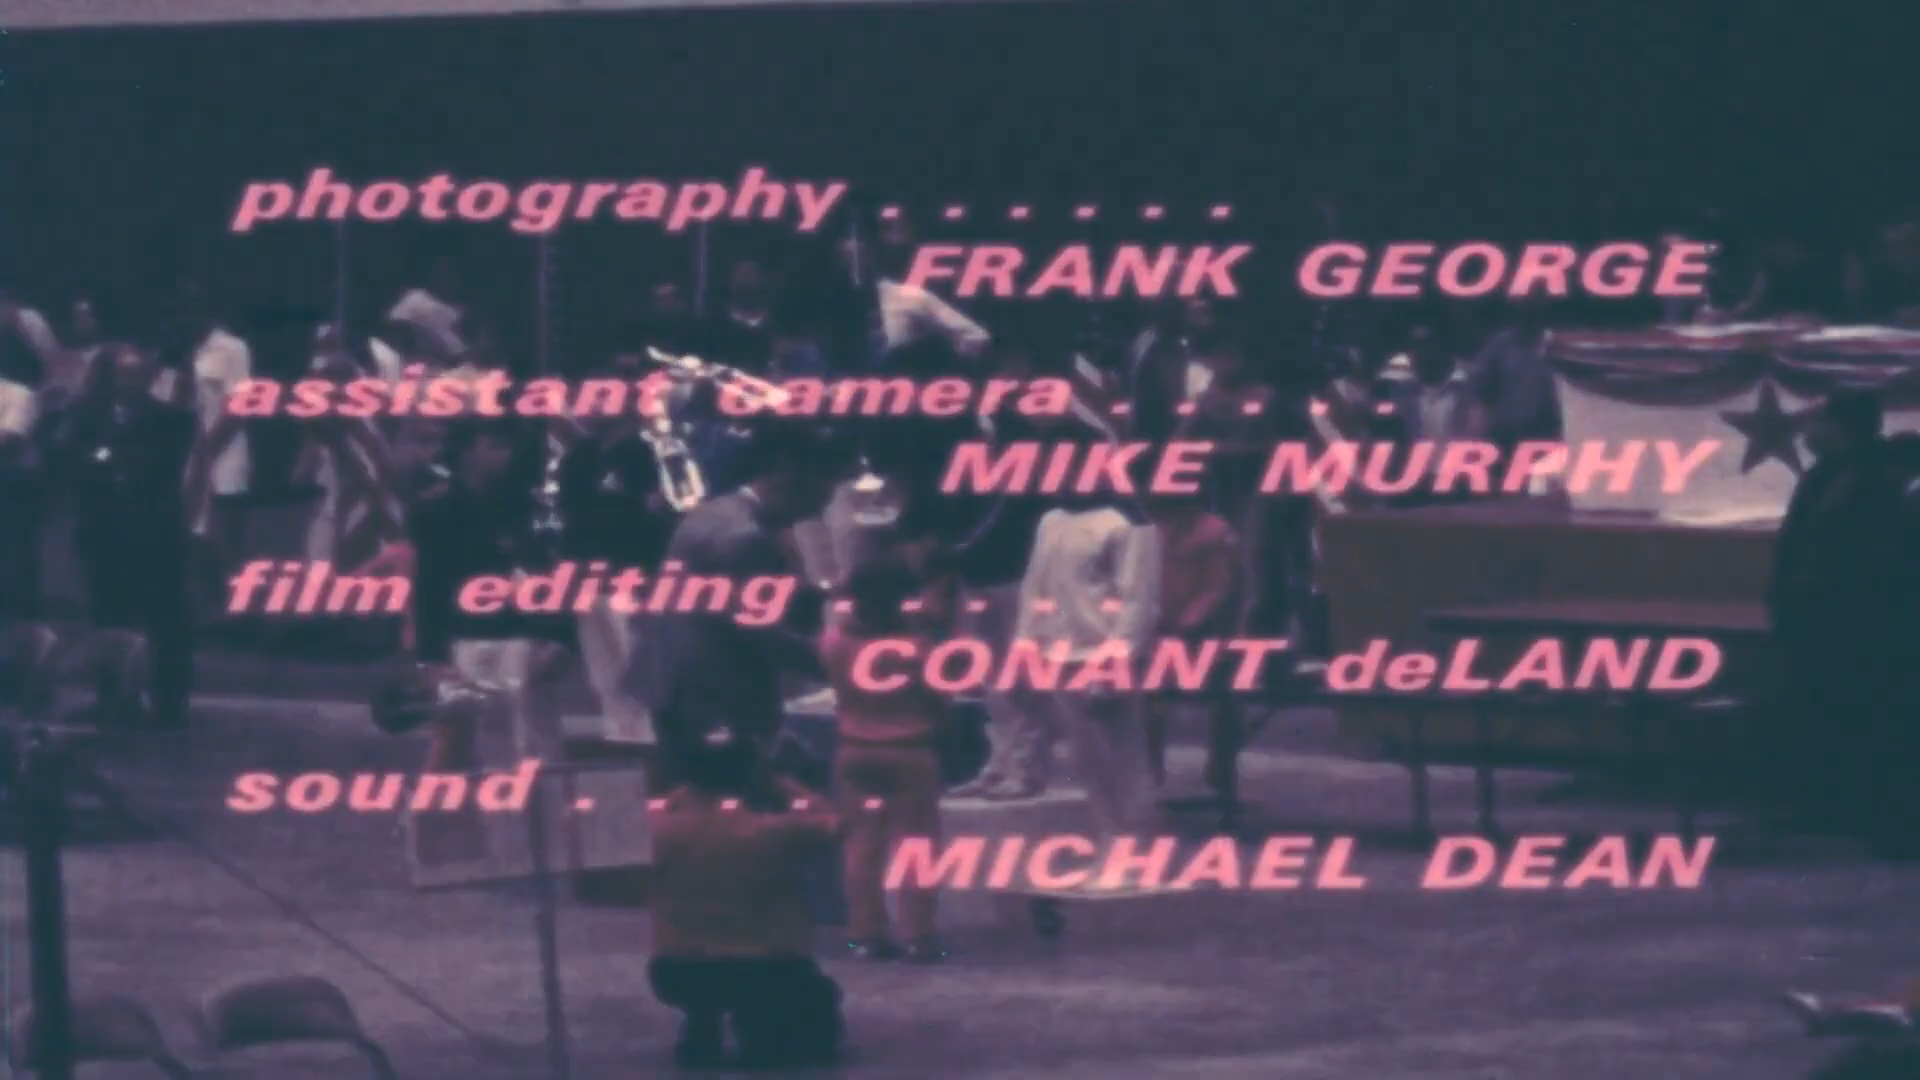 photography . . . . . .
FRANK GEORGE
assistant camera . . . . .
MIKE MURPHY
film editing . . . . .
CONANT deLAND
sound . . . . .
MICHAEL DEAN